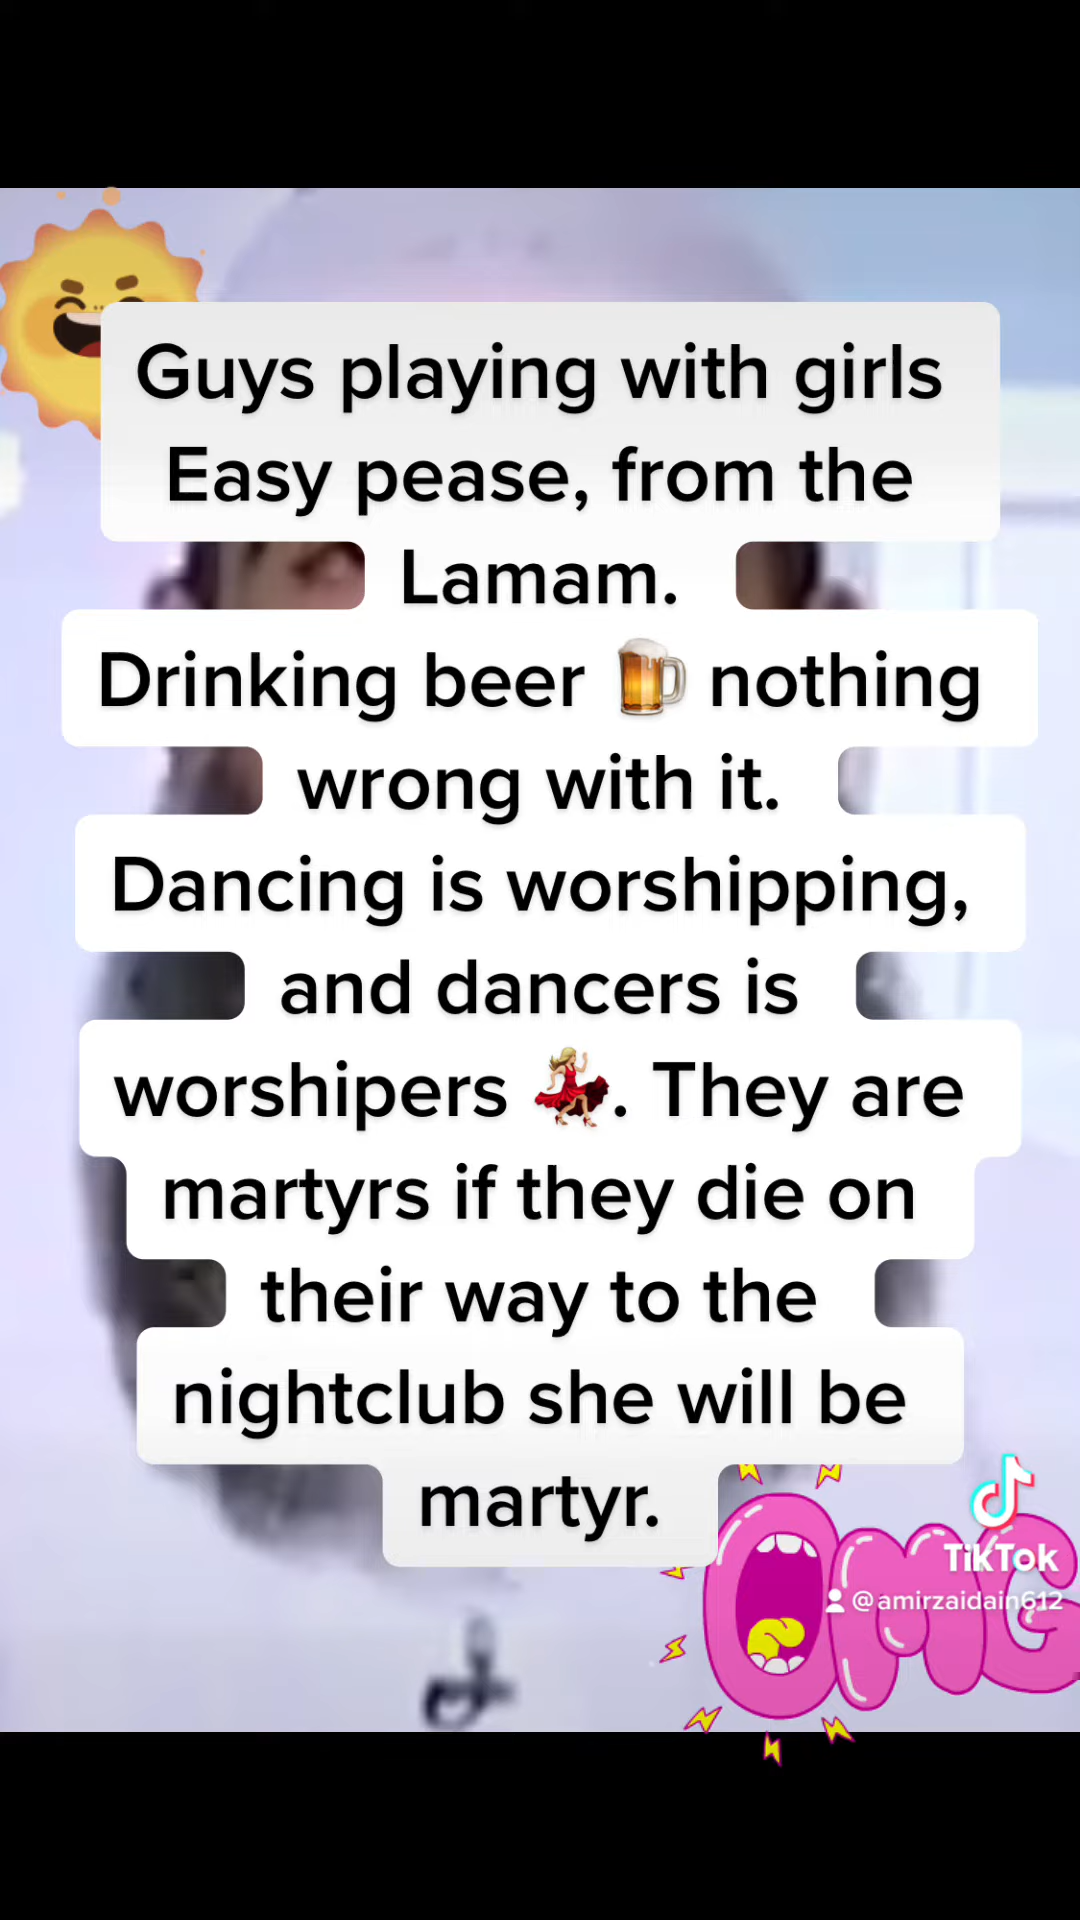 Guys playing with girls
Easy pease, from the
Lamam.
Drinking beer 🍺 nothing
wrong with it.
Dancing is worshipping,
and dancers is
worshipers 💃🏼. They are
martyrs if they die on
their way to the
nightclub she will be
martyr.
OMG
TikTok
@amirzaidain612